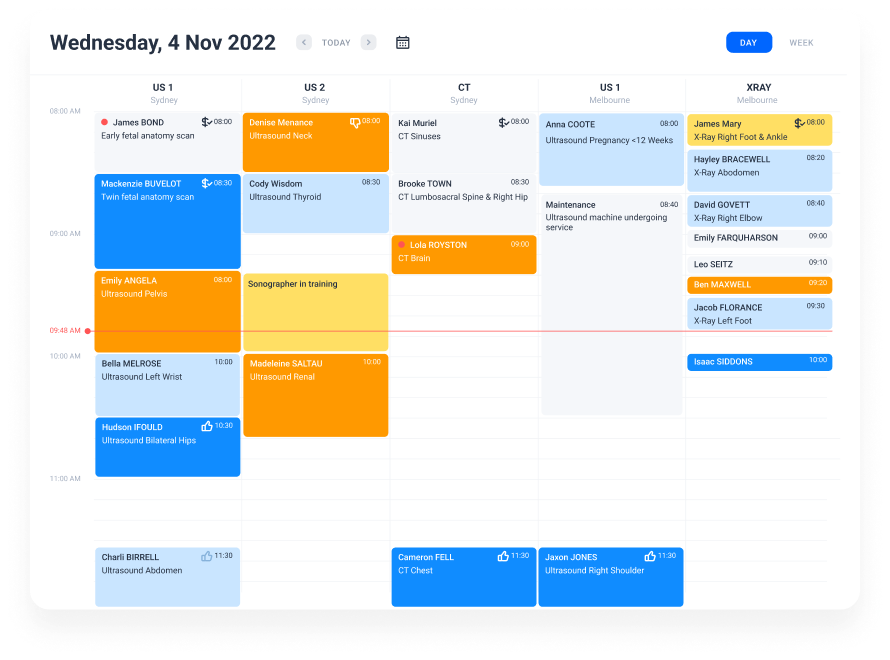 Wednesday, 4 Nov 2022
TODAY
DAY
WEEK
US 1
Sydney
US 2
Sydney
CT
Sydney
US 1
Melbourne
XRAY
Melbourne
08:00 AM
09:00 AM
09:48 AM
10:00 AM
11:00 AM
James BOND 08:00
Early fetal anatomy scan
Mackenzie BUVELOT 08:30
Twin fetal anatomy scan
Emily ANGELA 08:00
Ultrasound Pelvis
Bella MELROSE 10:00
Ultrasound Left Wrist
Hudson IFOULD 10:30
Ultrasound Bilateral Hips
Charli BIRRELL 11:30
Ultrasound Abdomen
Denise Menance 08:00
Ultrasound Neck
Cody Wisdom 08:30
Ultrasound Thyroid
Sonographer in training
Madeleine SALTAU 10:00
Ultrasound Renal
Kai Muriel 08:00
CT Sinuses
Brooke TOWN 08:30
CT Lumbosacral Spine & Right Hip
Lola ROYSTON 09:00
CT Brain
Cameron FELL 11:30
CT Chest
Anna COOTE 08:00
Ultrasound Pregnancy <12 Weeks
Maintenance 08:40
Ultrasound machine undergoing
service
Jaxon JONES 11:30
Ultrasound Right Shoulder
James Mary 08:00
X-Ray Right Foot & Ankle
Hayley BRACEWELL 08:20
X-Ray Abodomen
David GOVETT 08:40
X-Ray Right Elbow
Emily FARQUHARSON 09:00
Leo SEITZ 09:10
Ben MAXWELL 09:20
Jacob FLORANCE 09:30
X-Ray Left Foot
Isaac SIDDONS 10:00